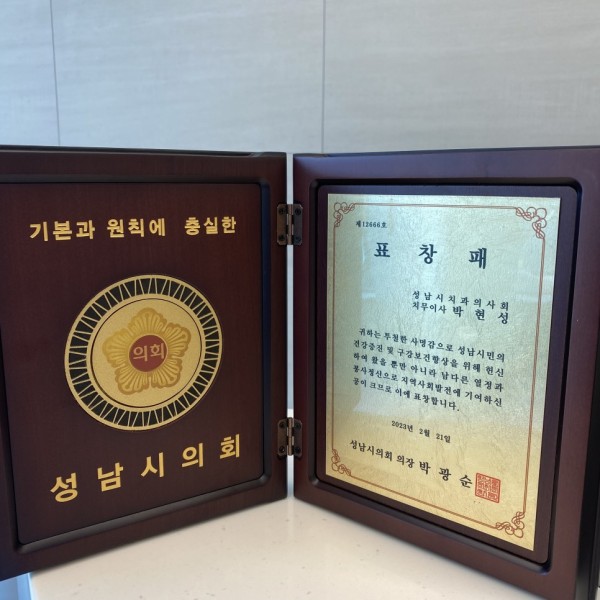 기본과 원칙에 충실한
의회
성남시의회
제12666호
표창패
성남시치과의사회
치무이사 박현성
귀하는 투철한 사명감으로 성남시민의
건강증진 및 구강보건향상을 위해 헌신
하여 왔을 뿐만 아니라 남다른 열정과
봉사정신으로 지역사회발전에 기여하신
공이 크므로 이에 표창합니다.
2023년 2월 21일
성남시의회 의장 박광순